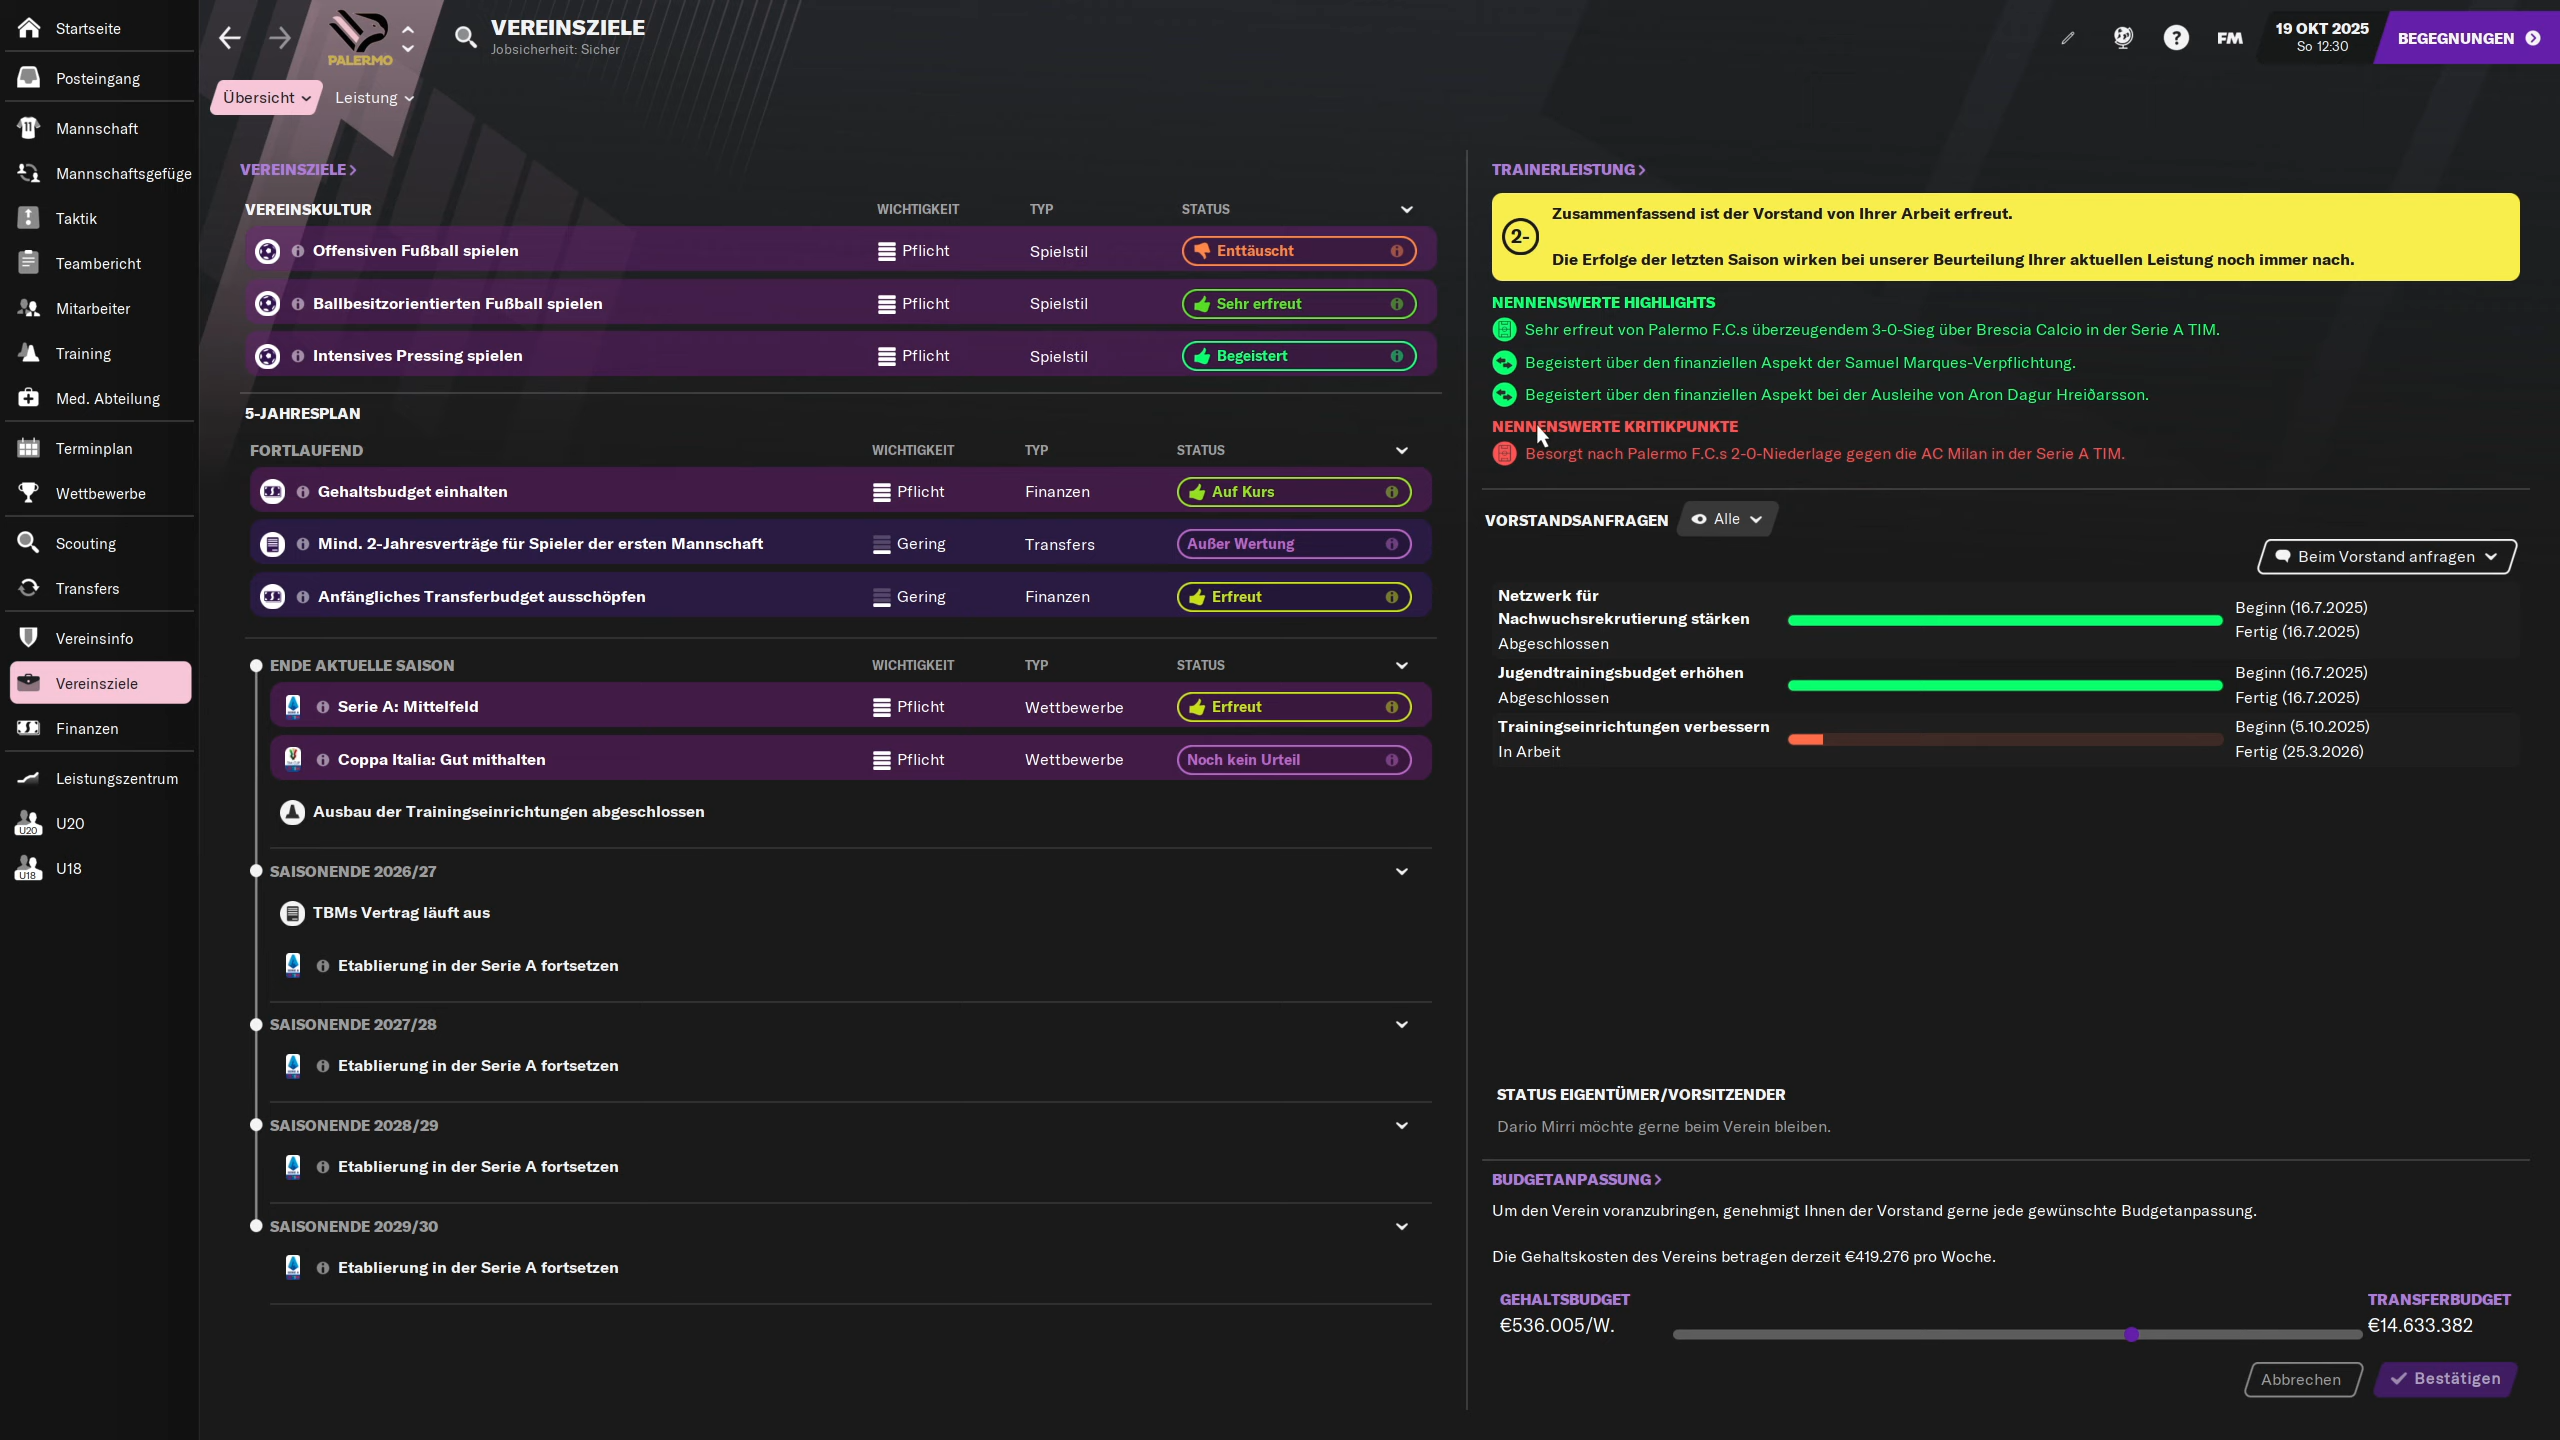 Startseite
Posteingang
Mannschaft
Mannschaftsgefüge
Taktik
Teambericht
Mitarbeiter
Training
Med. Abteilung
Terminplan
Wettbewerbe
Scouting
Transfers
Vereinsinfo
Vereinsziele
Finanzen
Leistungszentrum
U20 U20
U18 U18
PALERMO
VEREINSZIELE
Jobsicherheit: Sicher
FM
19 OKT 2025
So 12:30
BEGEGNUNGEN
Übersicht
Leistung
VEREINSZIELE
VEREINSKULTUR WICHTIGKEIT TYP STATUS
Offensiven Fußball spielen Pflicht Spielstil Enttäuscht
Ballbesitzorientierten Fußball spielen Pflicht Spielstil Sehr erfreut
Intensives Pressing spielen Pflicht Spielstil Begeistert
5-JAHRESPLAN
FORTLAUFEND WICHTIGKEIT TYP STATUS
Gehaltsbudget einhalten Pflicht Finanzen Auf Kurs
Mind. 2-Jahresverträge für Spieler der ersten Mannschaft Gering Transfers Außer Wertung
Anfängliches Transferbudget ausschöpfen Gering Finanzen Erfreut
ENDE AKTUELLE SAISON WICHTIGKEIT TYP STATUS
Serie A: Mittelfeld Pflicht Wettbewerbe Erfreut
Coppa Italia: Gut mithalten Pflicht Wettbewerbe Noch kein Urteil
Ausbau der Trainingseinrichtungen abgeschlossen
SAISONENDE 2026/27
TBMs Vertrag läuft aus
Etablierung in der Serie A fortsetzen
SAISONENDE 2027/28
Etablierung in der Serie A fortsetzen
SAISONENDE 2028/29
Etablierung in der Serie A fortsetzen
SAISONENDE 2029/30
Etablierung in der Serie A fortsetzen
TRAINERLEISTUNG
2-
Zusammenfassend ist der Vorstand von Ihrer Arbeit erfreut.
Die Erfolge der letzten Saison wirken bei unserer Beurteilung Ihrer aktuellen Leistung noch immer nach.
NENNENSWERTE HIGHLIGHTS
Sehr erfreut von Palermo F.C.s überzeugendem 3-0-Sieg über Brescia Calcio in der Serie A TIM.
Begeistert über den finanziellen Aspekt der Samuel Marques-Verpflichtung.
Begeistert über den finanziellen Aspekt bei der Ausleihe von Aron Dagur Hreiðarsson.
NENNENSWERTE KRITIKPUNKTE
Besorgt nach Palermo F.C.s 2-0-Niederlage gegen die AC Milan in der Serie A TIM.
VORSTANDSANFRAGEN Alle
Beim Vorstand anfragen
Netzwerk für
Nachwuchsrekrutierung stärken
Abgeschlossen
Beginn (16.7.2025)
Fertig (16.7.2025)
Jugendtrainingsbudget erhöhen
Abgeschlossen
Beginn (16.7.2025)
Fertig (16.7.2025)
Trainingseinrichtungen verbessern
In Arbeit
Beginn (5.10.2025)
Fertig (25.3.2026)
STATUS EIGENTÜMER/VORSITZENDER
Dario Mirri möchte gerne beim Verein bleiben.
BUDGETANPASSUNG
Um den Verein voranzubringen, genehmigt Ihnen der Vorstand gerne jede gewünschte Budgetanpassung.
Die Gehaltskosten des Vereins betragen derzeit €419.276 pro Woche.
GEHALTSBUDGET
€536.005/W.
TRANSFERBUDGET
€14.633.382
Abbrechen
Bestätigen